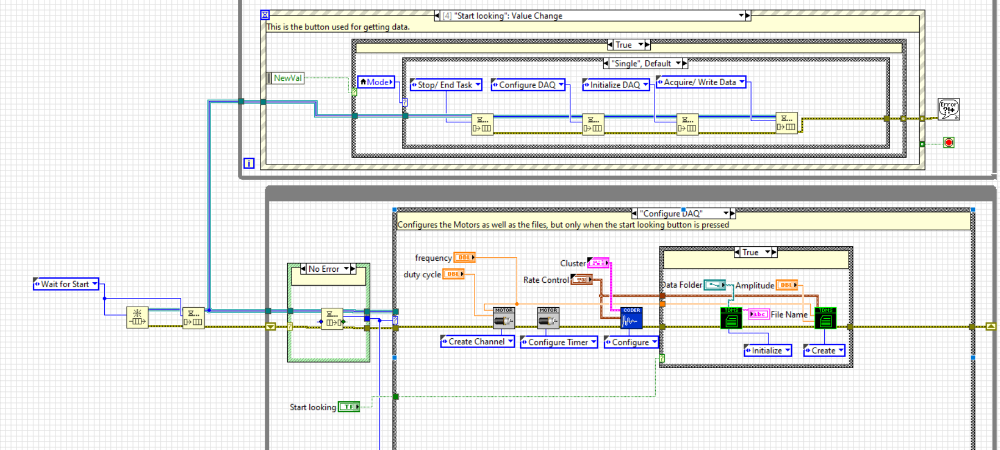 [4] "Start looking": Value Change
This is the button used for getting data.
True
"Single", Default
NewVal
Mode
Stop/ End Task
Configure DAQ
Initialize DAQ
Acquire/ Write Data
Error
?!+
i
"Configure DAQ"
Configures the Motors as well as the files, but only when the start looking button is pressed
True
frequency
DBL
Cluster
No Error
duty cycle
DBL
Rate Control
Wait for Start
Data Folder
Amplitude
DBL
MOTOR
MOTOR
CODER
TDMS
abc
File Name
TDMS
Create Channel
Configure Timer
Configure
Initialize
Create
Start looking
TF